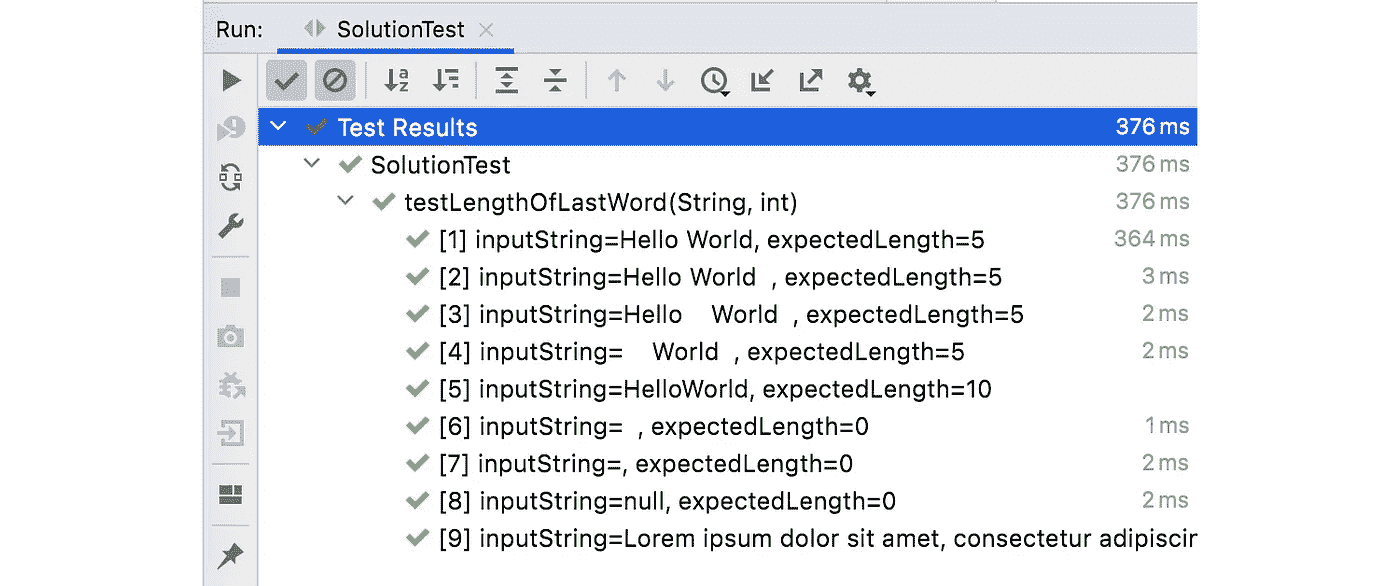 Run: SolutionTest
Test Results 376 ms
SolutionTest 376 ms
testLengthOfLastWord(String, int) 376 ms
[1] inputString=Hello World, expectedLength=5 364 ms
[2] inputString=Hello World  , expectedLength=5 3 ms
[3] inputString=Hello    World  , expectedLength=5 2 ms
[4] inputString=    World  , expectedLength=5 2 ms
[5] inputString=HelloWorld, expectedLength=10
[6] inputString=  , expectedLength=0 1 ms
[7] inputString=, expectedLength=0 2 ms
[8] inputString=null, expectedLength=0 2 ms
[9] inputString=Lorem ipsum dolor sit amet, consectetur adipiscir